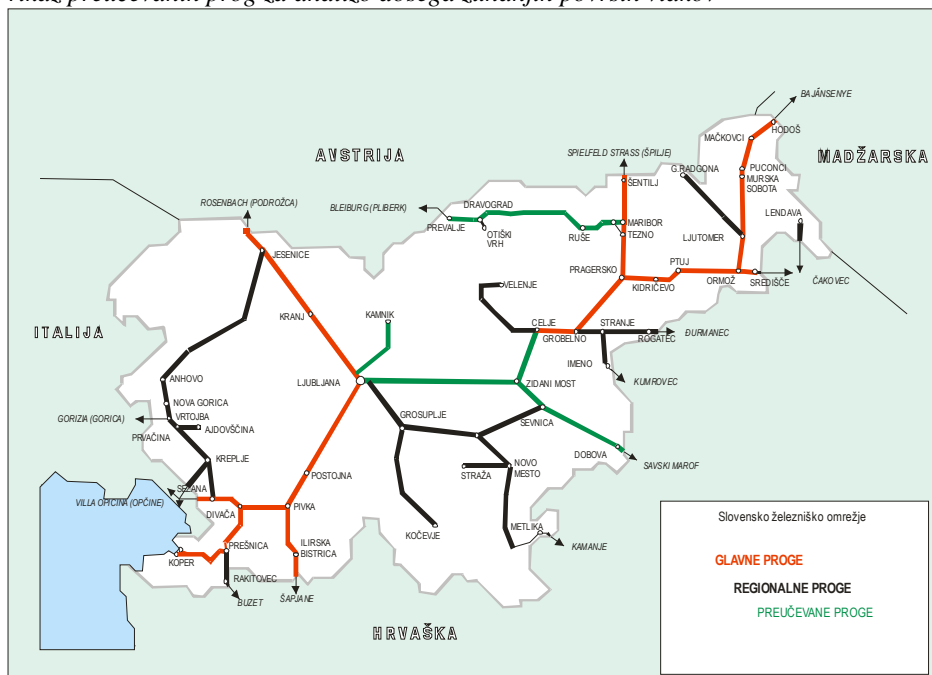 BAJÁNSENYE
HODOŠ
MAČKOVCI
AVSTRIJA
SPIELFELD STRASS (ŠPILJE)
MADŽARSKA
PUCONCI
G.RADGONA
MURSKA
SOBOTA
ŠENTILJ
ROSENBACH (PODROŽCA)
BLEIBURG (PLIBERK)
DRAVOGRAD
PREVALJE
OTIŠKI
VRH
RUŠE
MARIBOR
TEZNO
LENDAVA
LJUTOMER
JESENICE
PRAGERSKO
PTUJ
KIDRIČEVO
ORMOŽ
SREDIŠČE
ČAKOVEC
VELENJE
KRANJ
KAMNIK
CELJE
GROBELNO
STRANJE
ROGATEC
ĐURMANEC
ITALIJA
IMENO
KUMROVEC
ANHOVO
LJUBLJANA
ZIDANI MOST
NOVA GORICA
GORIZIA (GORICA)
VRTOJBA
AJDOVŠČINA
PRVAČINA
GROSUPLJE
SEVNICA
DOBOVA
SAVSKI MAROF
KREPLJE
SEŽANA
POSTOJNA
STRAŽA
NOVO
MESTO
VILLA OPICINA (OPČINE)
DIVAČA
PIVKA
KOČEVJE
METLIKA
KAMANJE
KOPER
PREŠNICA
ILIRSKA
BISTRICA
RAKITOVEC
BUZET
ŠAPJANE
HRVAŠKA
Slovensko železniško omrežje
GLAVNE PROGE
REGIONALNE PROGE
PREUČEVANE PROGE